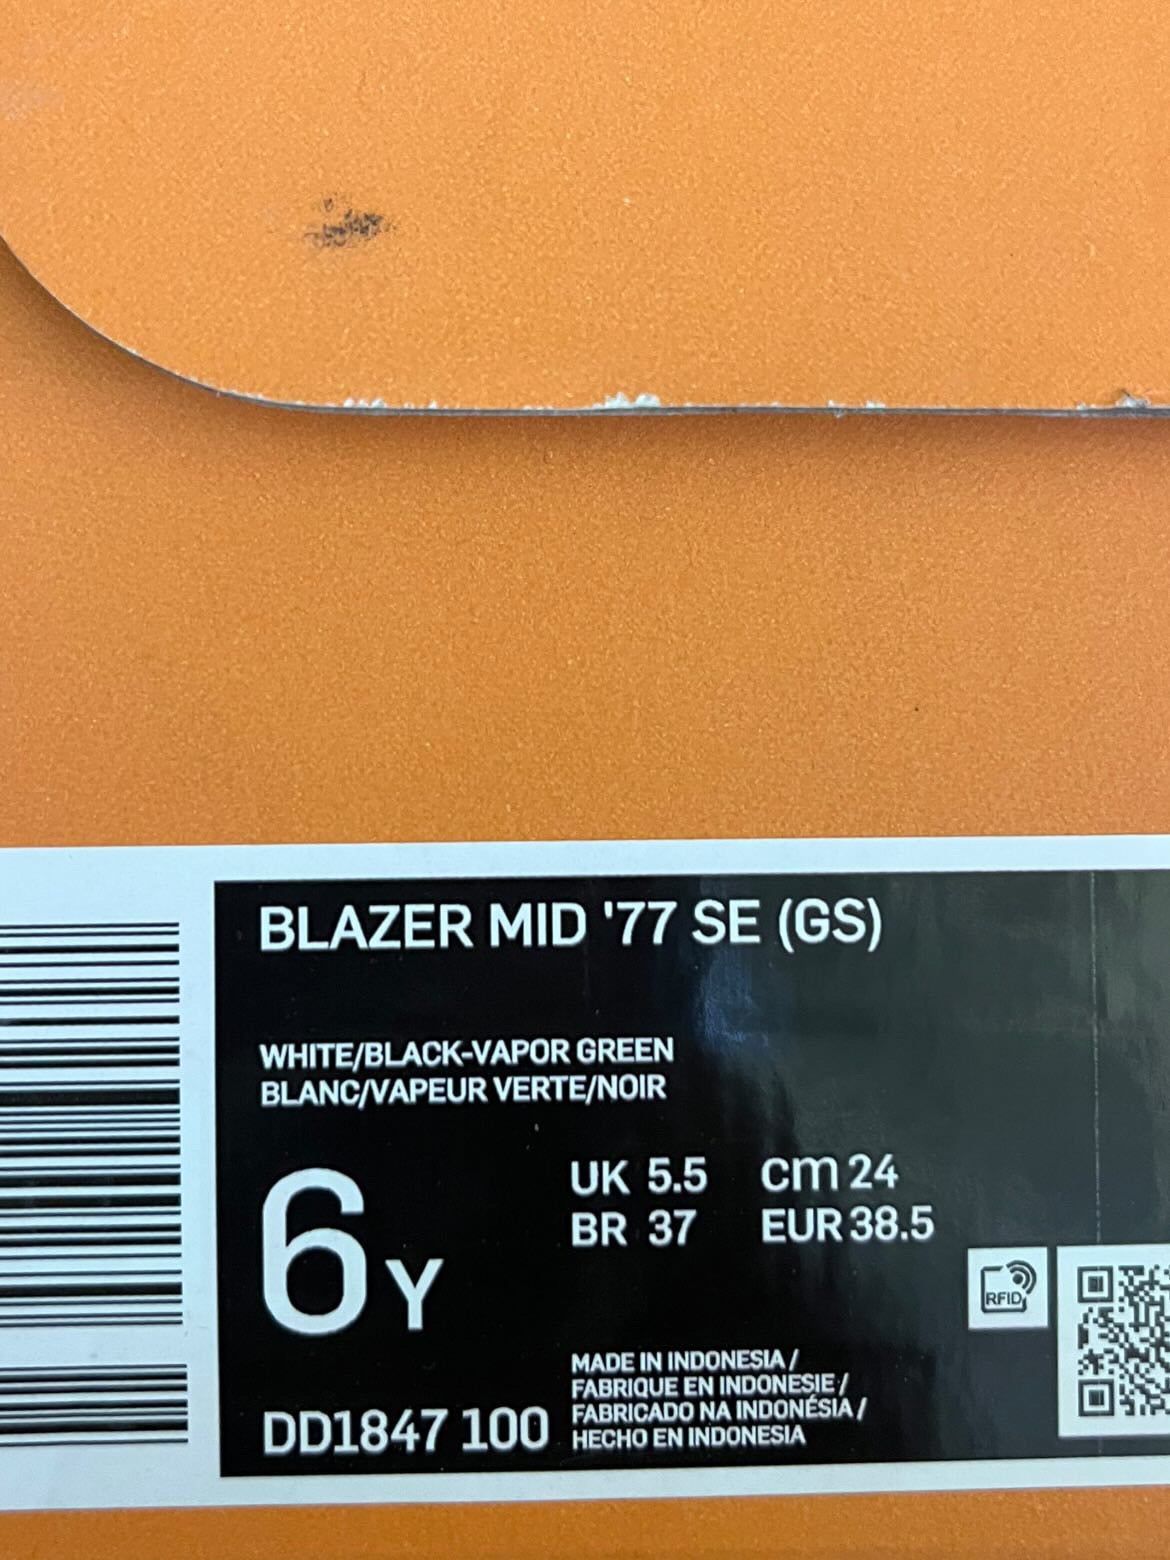 BLAZER MID '77 SE (GS)
WHITE/BLACK-VAPOR GREEN
BLANC/VAPEUR VERTE/NOIR
6Y
UK 5.5 cm 24
BR 37 EUR 38.5
RFID
MADE IN INDONESIA /
FABRIQUE EN INDONESIE /
FABRICADO NA INDONÉSIA /
HECHO EN INDONESIA
DD1847 100